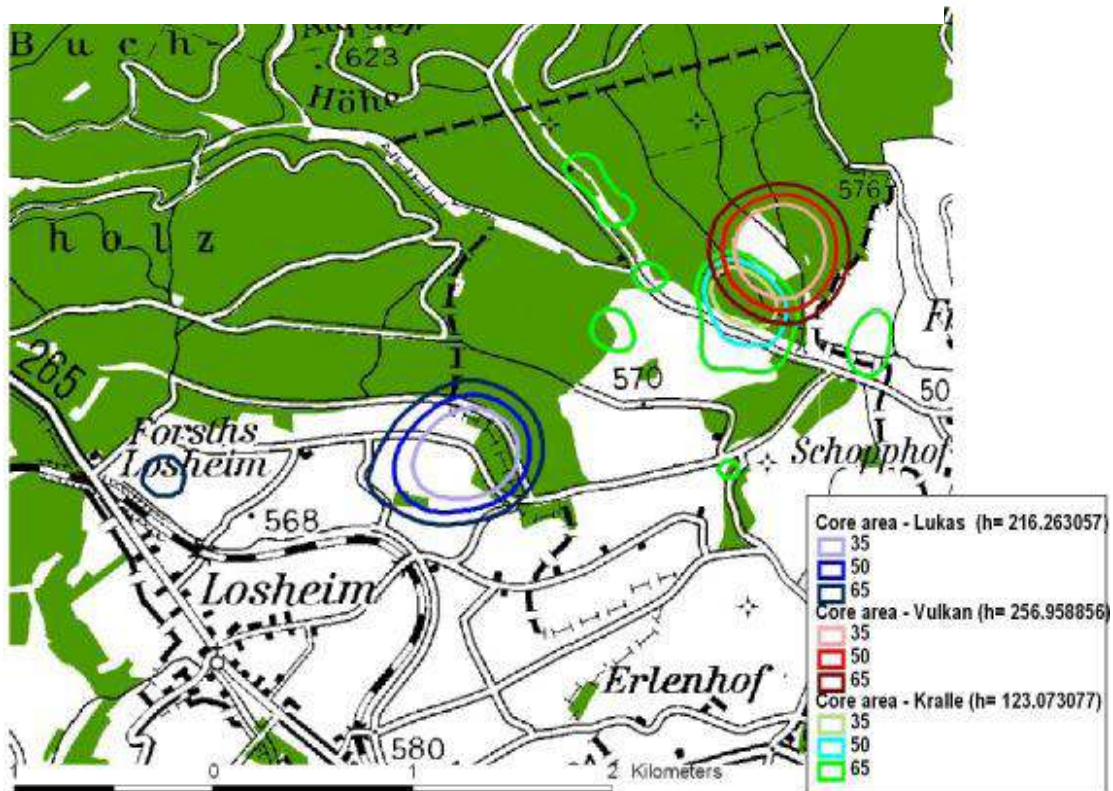 B u c h
Auf der
623
Höhe
576
h o l z
265
570
50
Forsths
Losheim
Schopphof
568
Losheim
Erlenhof
580
Core area - Lukas (h= 216.263057)
35
50
65
Core area - Vulkan (h= 256.958856)
35
50
65
Core area - Kralle (h= 123.073077)
35
50
65
1 0 1 2 Kilometers